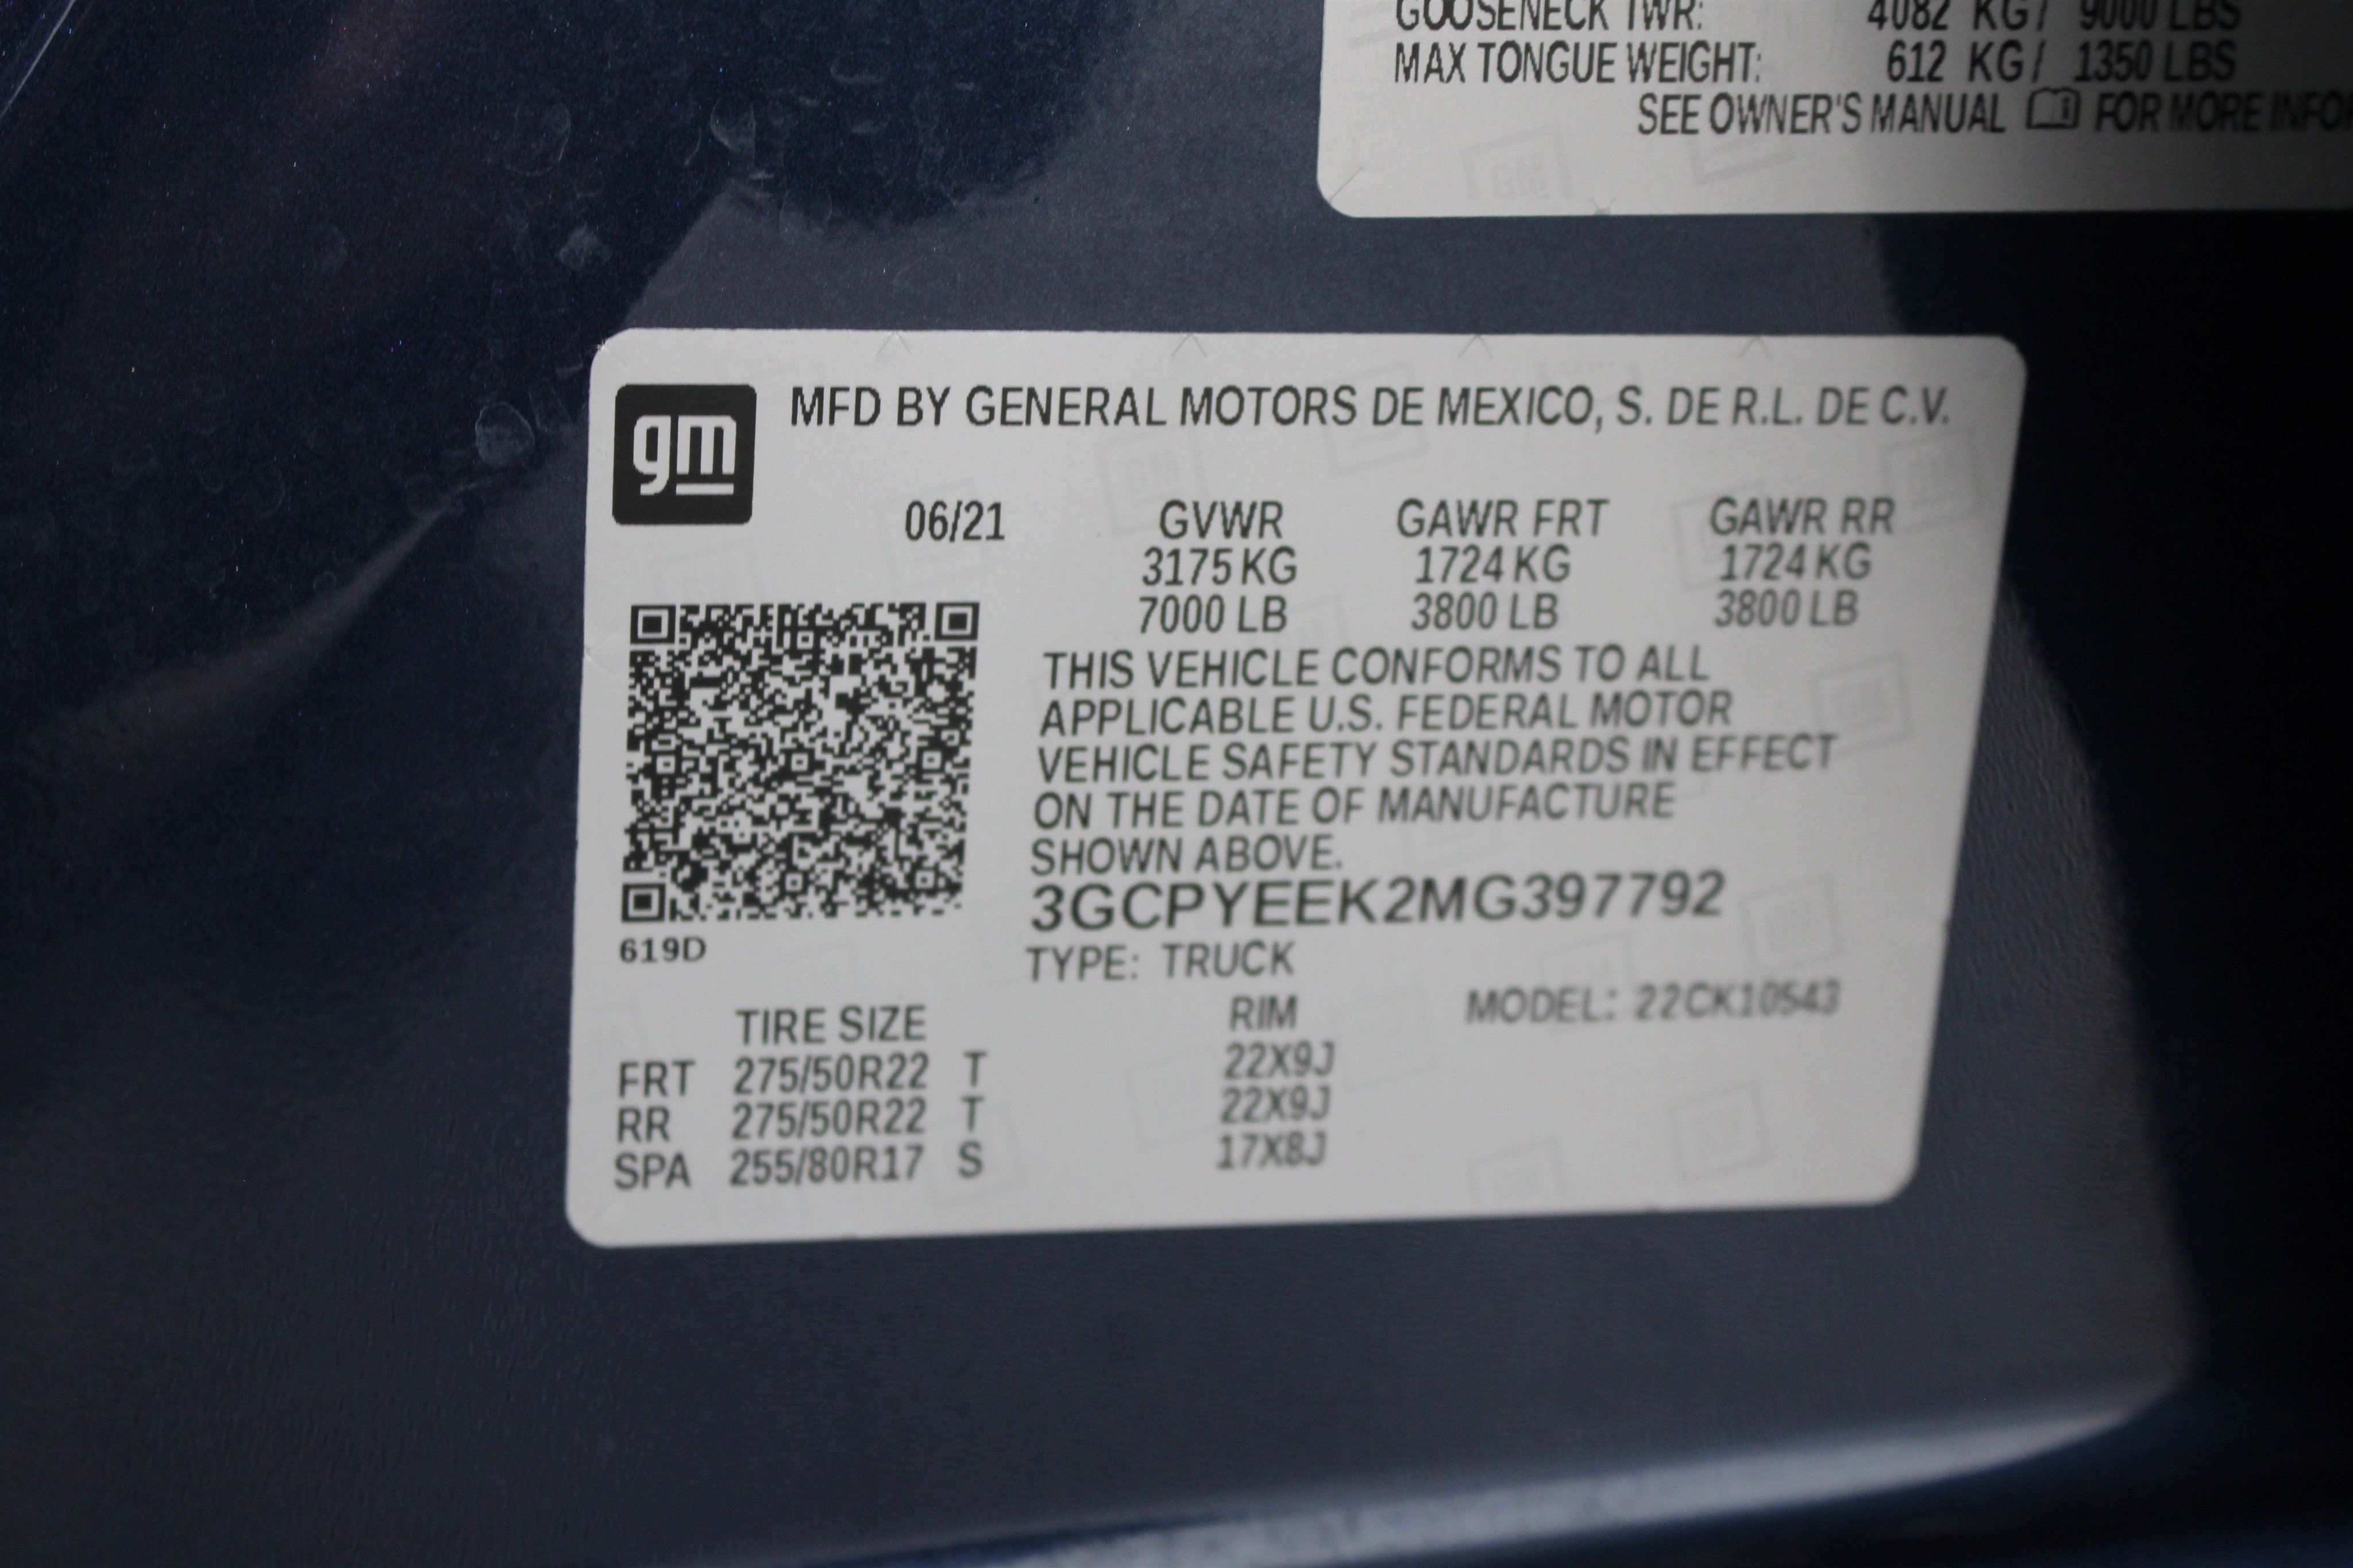 GOOSENECK TWR: 4082 KG / 9000 LBS
MAX TONGUE WEIGHT: 612 KG / 1350 LBS
SEE OWNER'S MANUAL FOR MORE INFOR
gm
MFD BY GENERAL MOTORS DE MEXICO, S. DE R.L. DE C.V.
06/21 GVWR GAWR FRT GAWR RR
3175 KG 1724 KG 1724 KG
7000 LB 3800 LB 3800 LB
THIS VEHICLE CONFORMS TO ALL
APPLICABLE U.S. FEDERAL MOTOR
VEHICLE SAFETY STANDARDS IN EFFECT
ON THE DATE OF MANUFACTURE
SHOWN ABOVE.
3GCPYEEK2MG397792
619D
TYPE: TRUCK
TIRE SIZE RIM MODEL: 22CK10543
FRT 275/50R22 T 22X9J
RR 275/50R22 T 22X9J
SPA 255/80R17 S 17X8J